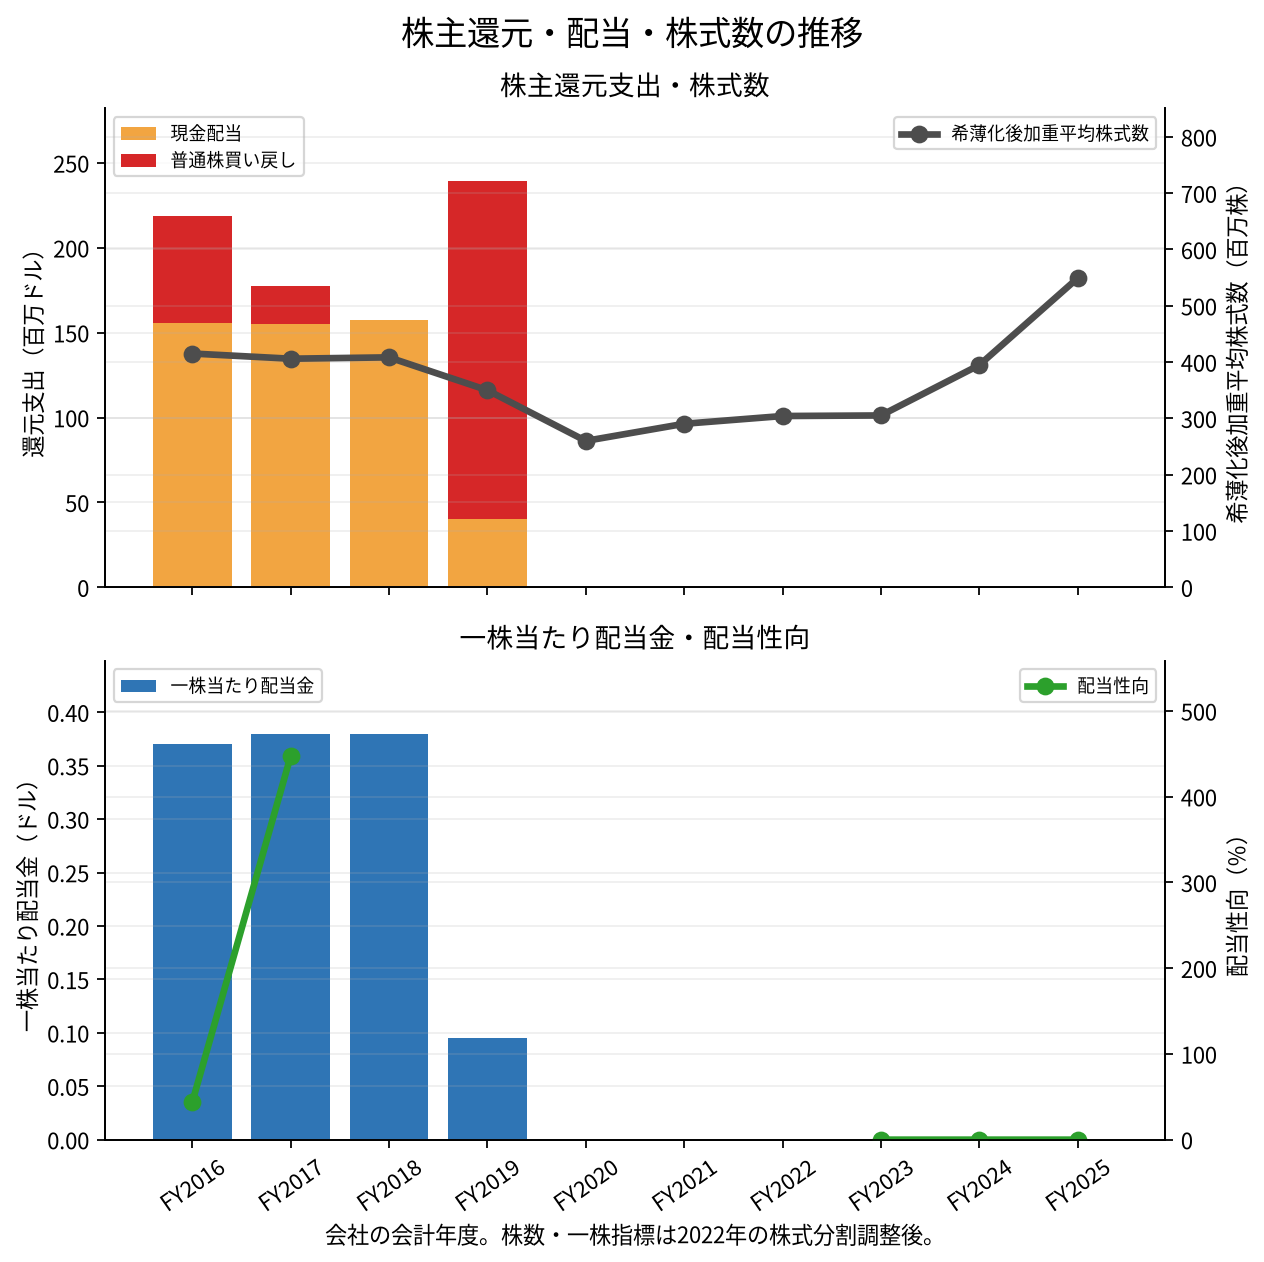 株主還元・配当・株式数の推移
株主還元支出・株式数
現金配当
普通株買い戻し
希薄化後加重平均株式数
還元支出（百万ドル）
250
200
150
100
50
0
800
700
600
500
400
300
200
100
0
希薄化後加重平均株式数（百万株）
一株当たり配当金・配当性向
一株当たり配当金
配当性向
一株当たり配当金（ドル）
0.40
0.35
0.30
0.25
0.20
0.15
0.10
0.05
0.00
500
400
300
200
100
0
配当性向（%）
FY2016
FY2017
FY2018
FY2019
FY2020
FY2021
FY2022
FY2023
FY2024
FY2025
会社の会計年度。株数・一株指標は2022年の株式分割調整後。